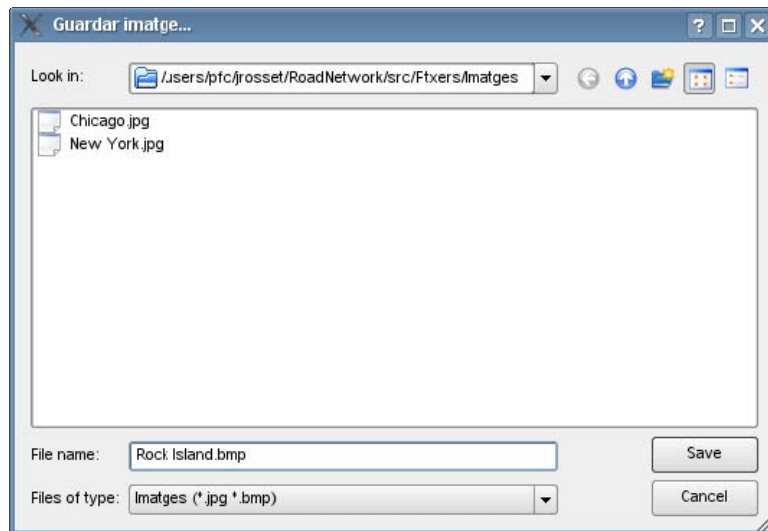 Guardar imatge...
Look in:
/users/pfc/jrosset/RoadNetwork/src/Ftxers/Imatges
Chicago.jpg
New York.jpg
File name:
Rock Island.bmp
Save
Files of type:
Imatges (*.jpg *.bmp)
Cancel